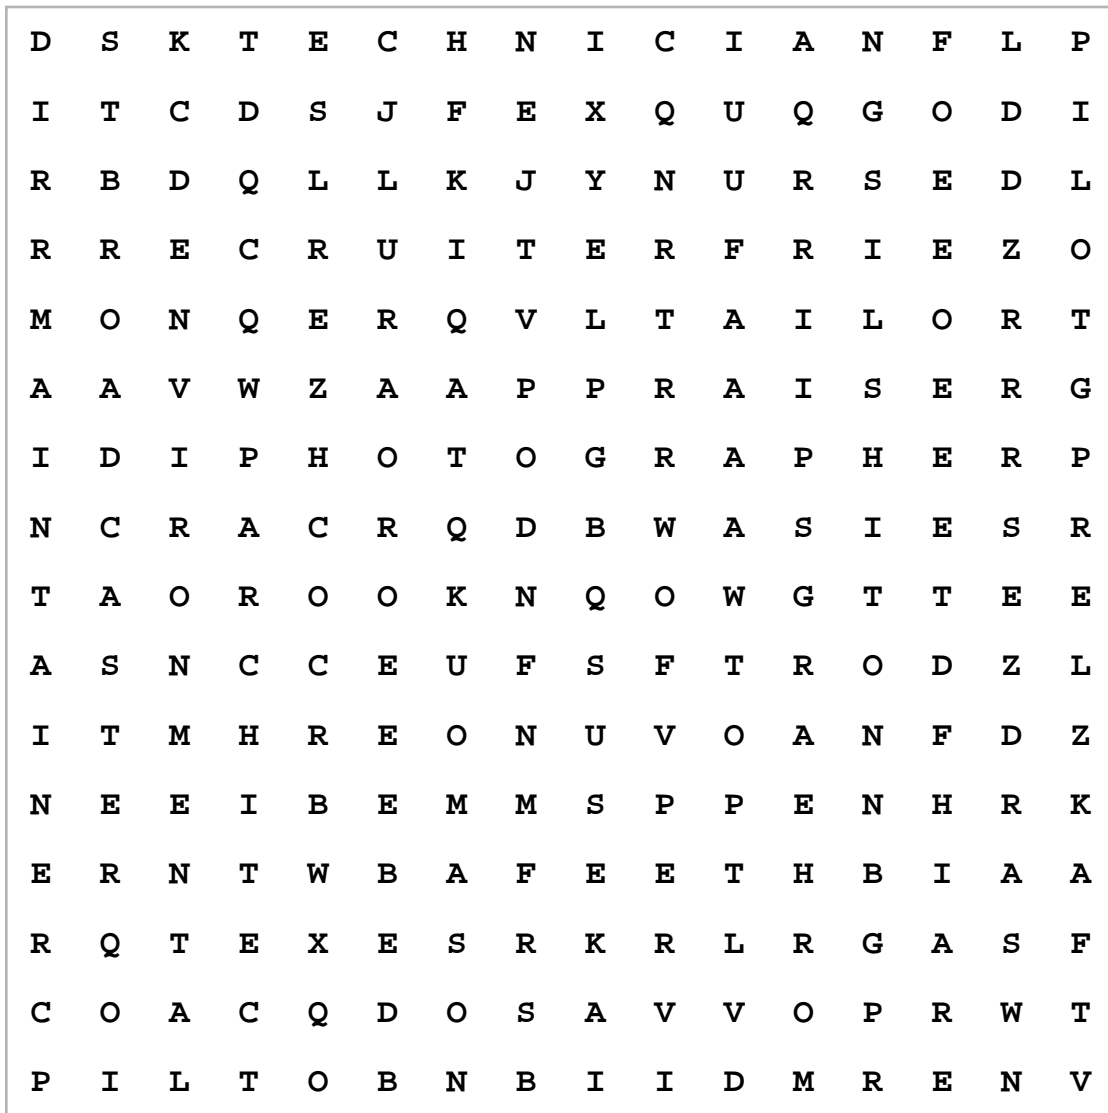 D S K T E C H N I C I A N F L P
I T C D S J F E X Q U Q G O D I
R B D Q L L K J Y N U R S E D L
R R E C R U I T E R F R I E Z O
M O N Q E R Q V L T A I L O R T
A A V W Z A A P P R A I S E R G
I D I P H O T O G R A P H E R P
N C R A C R Q D B W A S I E S R
T A O R O O K N Q O W G T T E E
A S N C C E U F S F T R O D Z L
I T M H R E O N U V O A N F D Z
N E E I B E M M S P P E N H R K
E R N T W B A F E E T H B I A A
R Q T E X E S R K R L R G A S F
C O A C Q D O S A V V O P R W T
P I L T O B N B I I D M R E N V